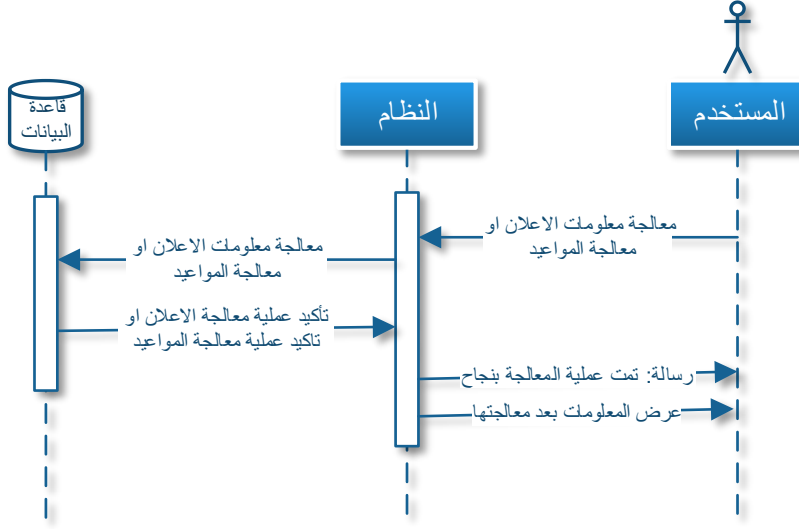 المستخدم
النظام
قاعدة
البيانات
معالجة معلومات الاعلان او
معالجة المواعيد
معالجة معلومات الاعلان او
معالجة المواعيد
تأكيد عملية معالجة الاعلان او
تاكيد عملية معالجة المواعيد
رسالة: تمت عملية المعالجة بنجاح
عرض المعلومات بعد معالجتها